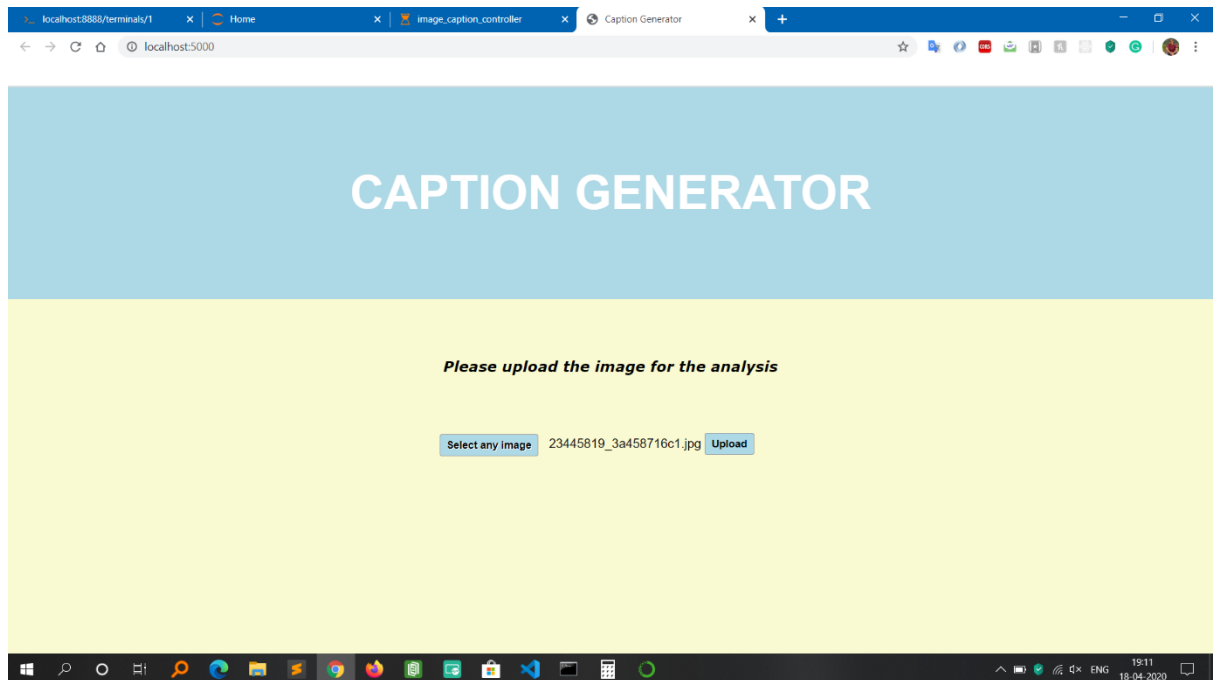 localhost:8888/terminals/1
Home
image_caption_controller
Caption Generator
localhost:5000
CAPTION GENERATOR
Please upload the image for the analysis
Select any image 23445819_3a458716c1.jpg Upload
ENG
19:11
18-04-2020